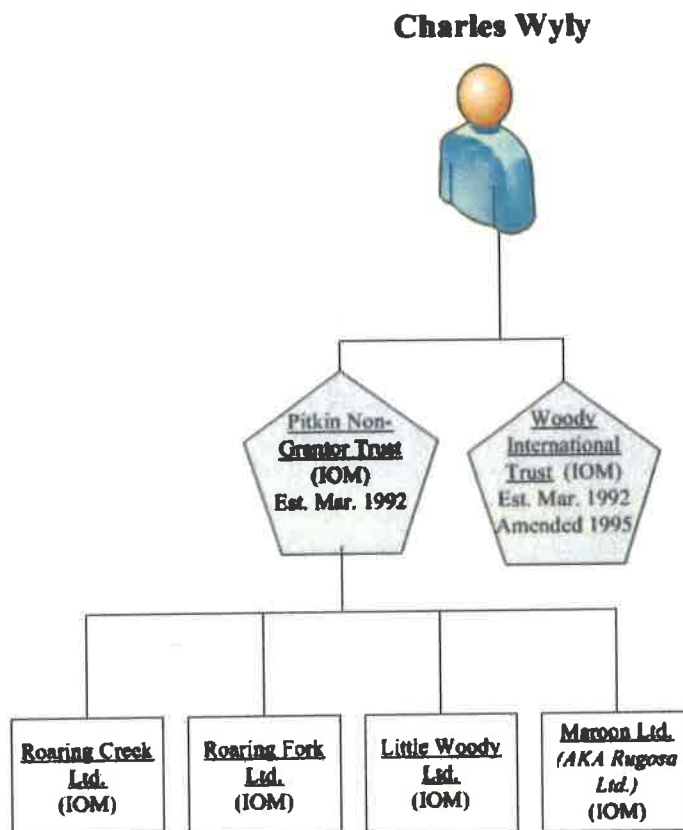 Charles Wyly
Pitkin Non-
Grantor Trust
(IOM)
Est. Mar. 1992
Woody
International
Trust (IOM)
Est. Mar. 1992
Amended 1995
Roaring Creek
Ltd.
(IOM)
Roaring Fork
Ltd.
(IOM)
Little Woody
Ltd.
(IOM)
Maroon Ltd.
(AKA Rugosa
Ltd.)
(IOM)